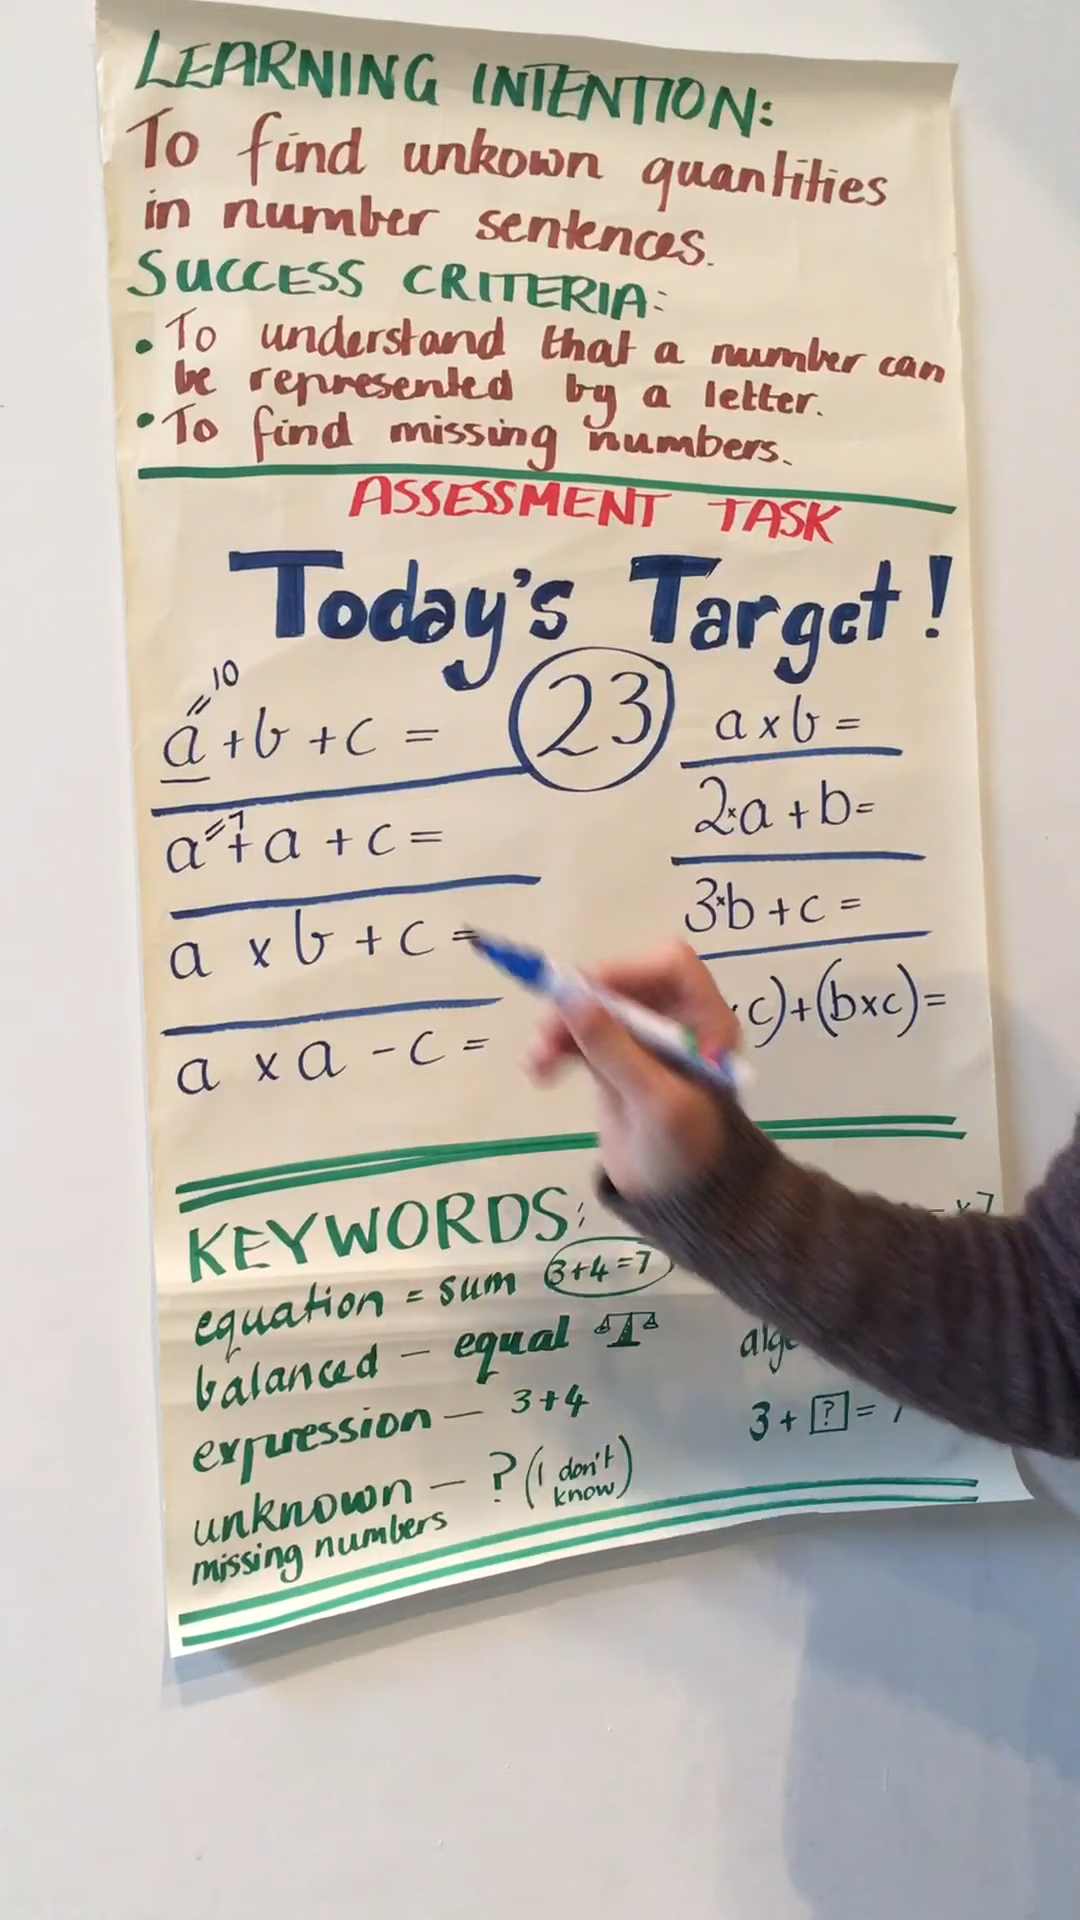 LEARNING INTENTION:
To find unkown quantities
in number sentences.
SUCCESS CRITERIA:
• To understand that a number can
be represented by a letter.
• To find missing numbers.
ASSESSMENT TASK
Today's Target!
23
= 10
a + b + c =
= 7
a + a + c =
a x b + c =
a x a - c =
a x b =
2 x a + b =
3 x b + c =
c) + (b x c) =
KEYWORDS:
equation = sum 3+4=7
balanced - equal
expression - 3+4
unknown - ? (I don't know)
missing numbers
x7
3 + ? =